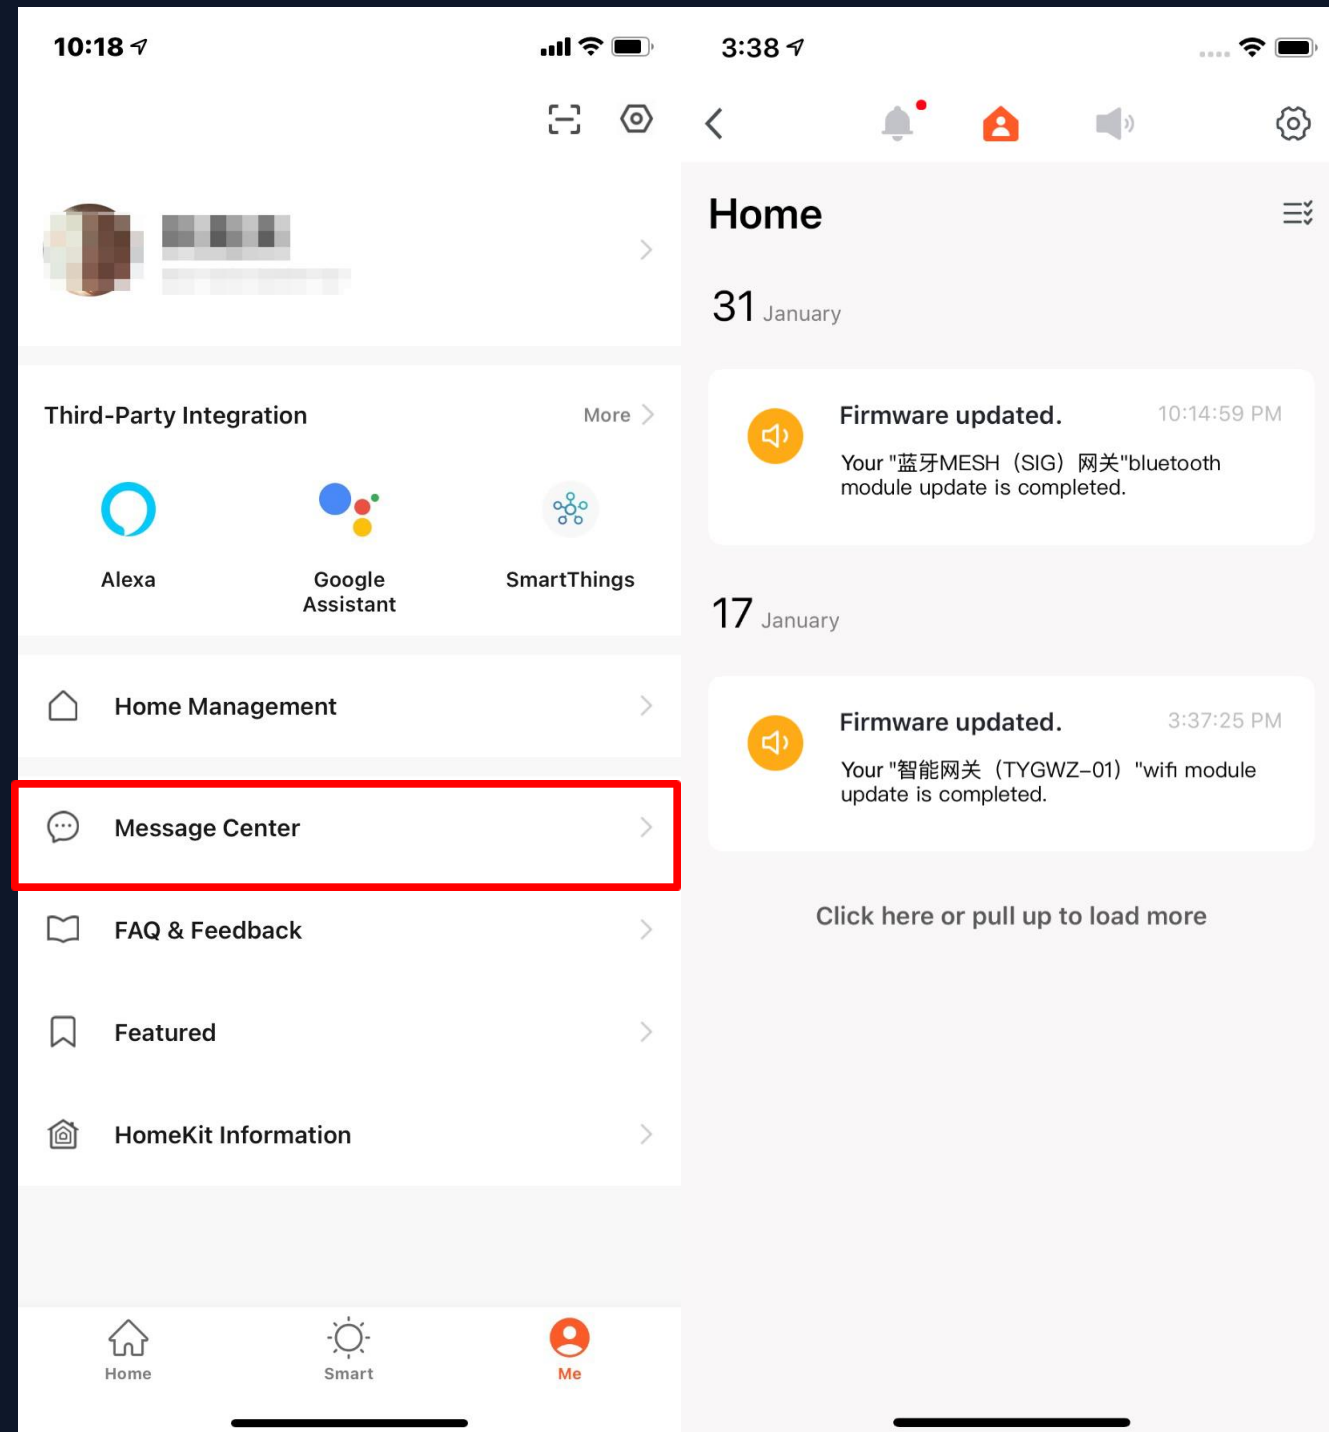 10:18
Third-Party Integration
More
Alexa
Google
Assistant
SmartThings
Home Management
Message Center
FAQ & Feedback
Featured
HomeKit Information
Home
Smart
Me
3:38
Home
31 January
Firmware updated.
10:14:59 PM
Your "蓝牙MESH（SIG）网关"bluetooth
module update is completed.
17 January
Firmware updated.
3:37:25 PM
Your "智能网关（TYGWZ-01）"wifi module
update is completed.
Click here or pull up to load more